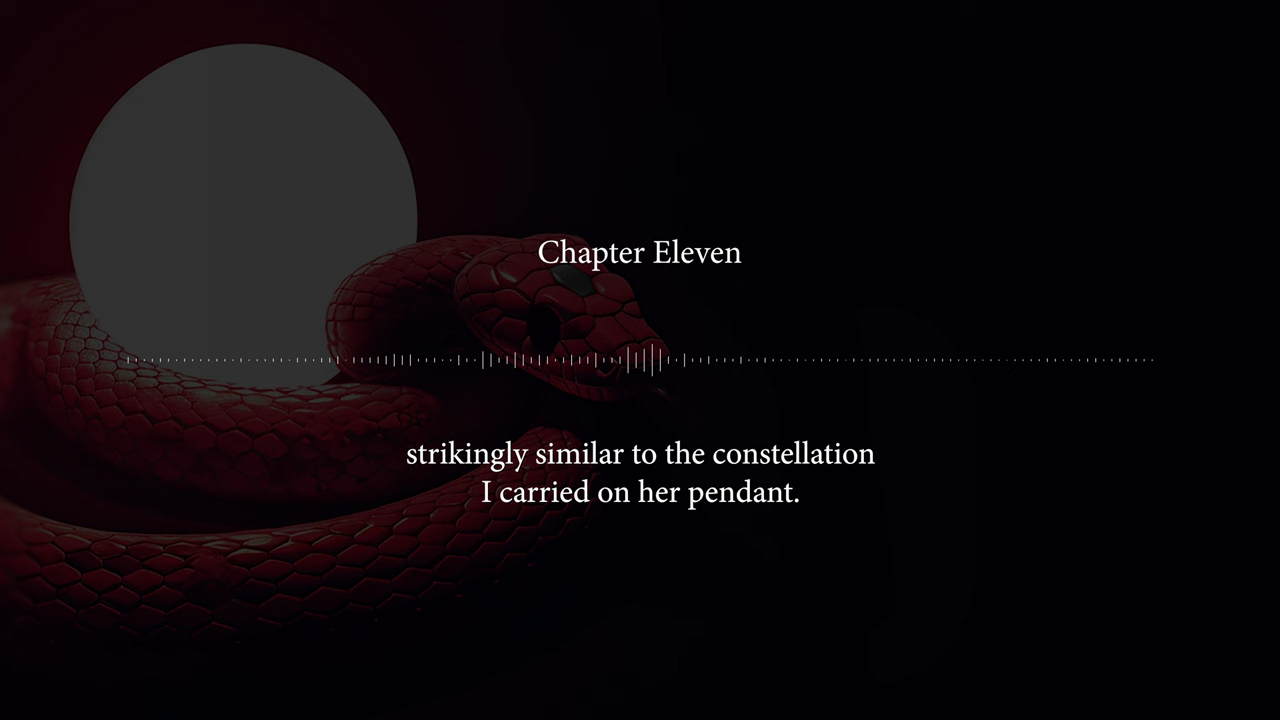 Chapter Eleven
strikingly similar to the constellation
I carried on her pendant.